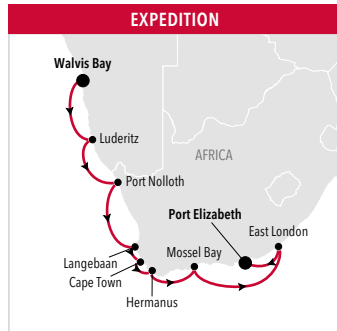 EXPEDITION
Walvis Bay
Luderitz
AFRICA
Port Nolloth
Port Elizabeth
East London
Mossel Bay
Langebaan
Cape Town
Hermanus